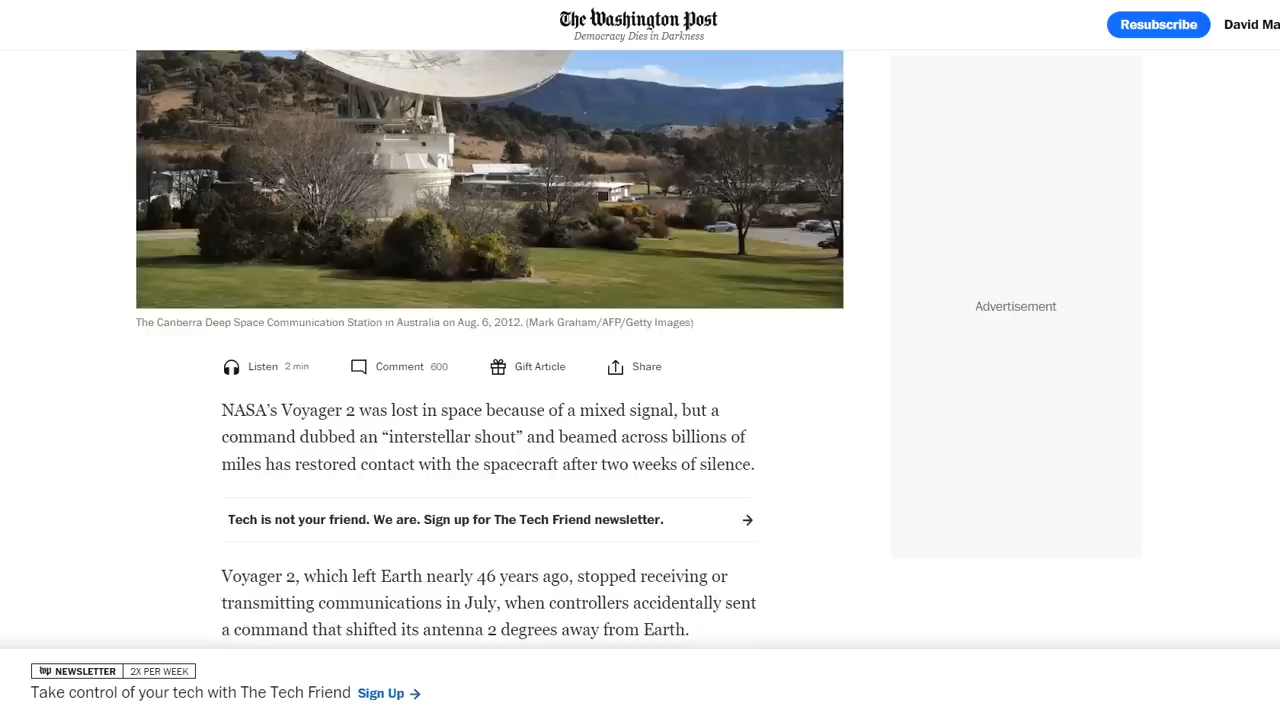 The Washington Post
Democracy Dies in Darkness
Resubscribe
David Ma
Advertisement
The Canberra Deep Space Communication Station in Australia on Aug. 6, 2012. (Mark Graham/AFP/Getty Images)
Listen 2 min
Comment 600
Gift Article
Share
NASA’s Voyager 2 was lost in space because of a mixed signal, but a
command dubbed an “interstellar shout” and beamed across billions of
miles has restored contact with the spacecraft after two weeks of silence.
Tech is not your friend. We are. Sign up for The Tech Friend newsletter.
Voyager 2, which left Earth nearly 46 years ago, stopped receiving or
transmitting communications in July, when controllers accidentally sent
a command that shifted its antenna 2 degrees away from Earth.
wp NEWSLETTER 2X PER WEEK
Take control of your tech with The Tech Friend Sign Up